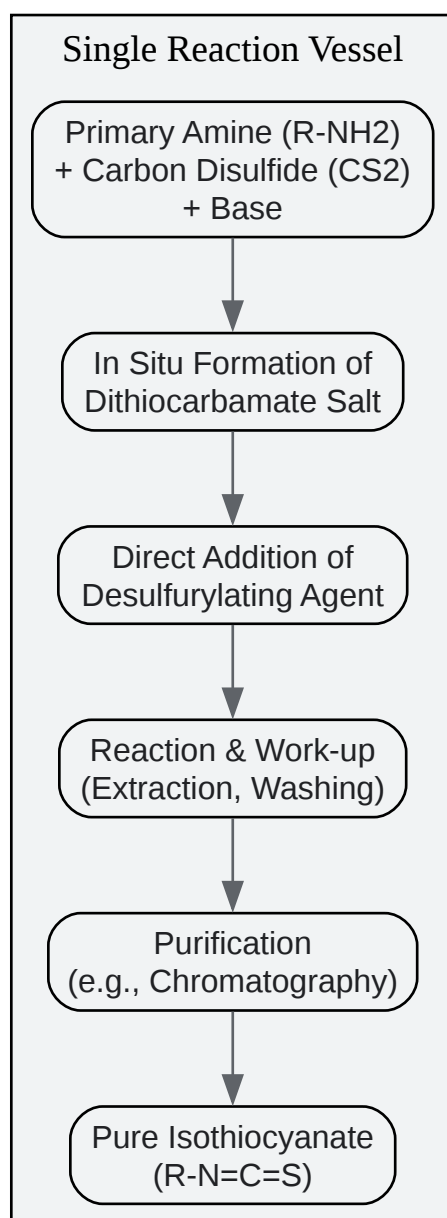 Single Reaction Vessel
Primary Amine (R-NH2)
+ Carbon Disulfide (CS2)
+ Base
In Situ Formation of
Dithiocarbamate Salt
Direct Addition of
Desulfurylating Agent
Reaction & Work-up
(Extraction, Washing)
Purification
(e.g., Chromatography)
Pure Isothiocyanate
(R-N=C=S)